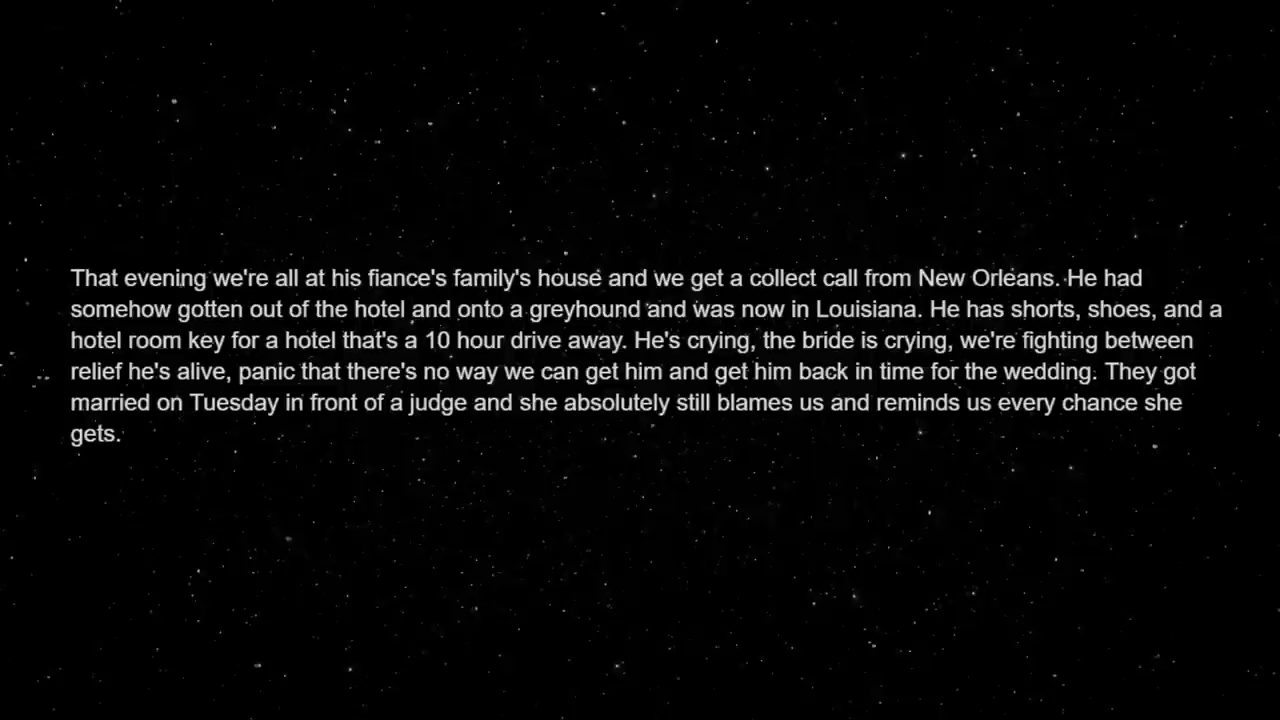 That evening we're all at his fiance's family's house and we get a collect call from New Orleans. He had
somehow gotten out of the hotel and onto a greyhound and was now in Louisiana. He has shorts, shoes, and a
hotel room key for a hotel that's a 10 hour drive away. He's crying, the bride is crying, we're fighting between
relief he's alive, panic that there's no way we can get him and get him back in time for the wedding. They got
married on Tuesday in front of a judge and she absolutely still blames us and reminds us every chance she
gets.